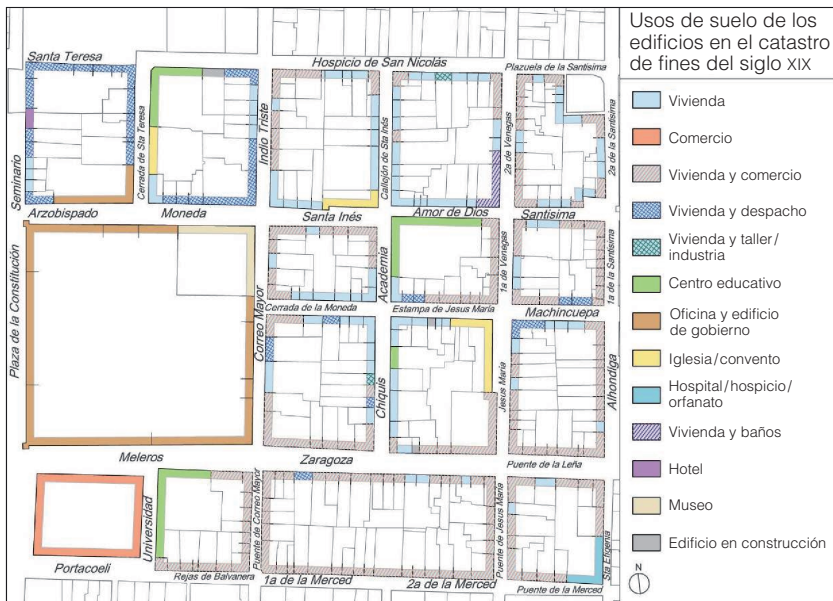 Usos de suelo de los
edificios en el catastro
de fines del siglo XIX
Vivienda
Comercio
Vivienda y comercio
Vivienda y despacho
Vivienda y taller/
industria
Centro educativo
Oficina y edificio
de gobierno
Iglesia/convento
Hospital/hospicio/
orfanato
Vivienda y baños
Hotel
Museo
Edificio en construcción
N
Santa Teresa
Hospicio de San Nicolás
Plazuela de la Santísima
Seminario
Cerrada de Sta Teresa
Indio Triste
Callejón de Sta Inés
2a de Venegas
2a de la Santísima
Arzobispado
Moneda
Santa Inés
Amor de Dios
Santísima
Plaza de la Constitución
Correo Mayor
Academia
1a de Venegas
1a de la Santísima
Cerrada de la Moneda
Estampa de Jesús María
Machincuepa
Chiquis
Jesús María
Alhóndiga
Meleros
Zaragoza
Puente de la Leña
Universidad
Puente de Correo Mayor
Puente de Jesús María
Sta Efigenia
Portacoeli
Rejas de Balvanera
1a de la Merced
2a de la Merced
Puente de la Merced